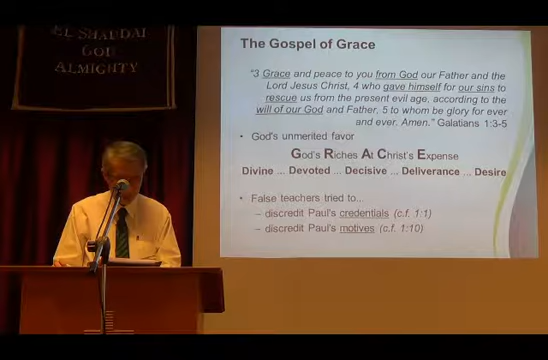 EL SHADDAI
GOD
ALMIGHTY
The Gospel of Grace
"3 Grace and peace to you from God our Father and the
Lord Jesus Christ, 4 who gave himself for our sins to
rescue us from the present evil age, according to the
will of our God and Father, 5 to whom be glory for ever
and ever. Amen." Galatians 1:3-5
• God's unmerited favor
God's Riches At Christ's Expense
Divine ... Devoted ... Decisive ... Deliverance ... Desire
• False teachers tried to...
– discredit Paul's credentials (c.f. 1:1)
– discredit Paul's motives (c.f. 1:10)